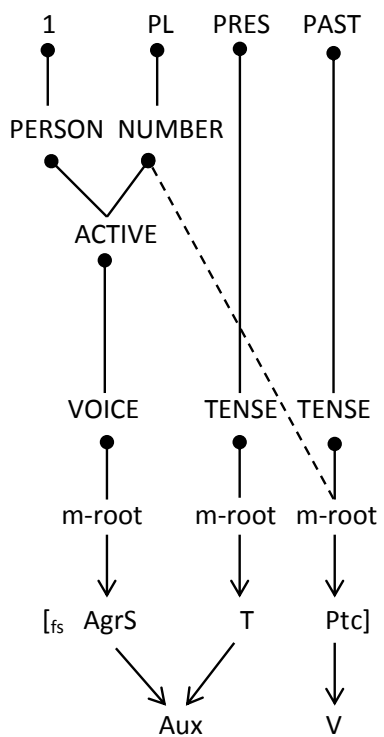 1 PL PRES PAST
PERSON NUMBER
ACTIVE
VOICE TENSE TENSE
m-root m-root m-root
[fs AgrS T Ptc]
Aux V